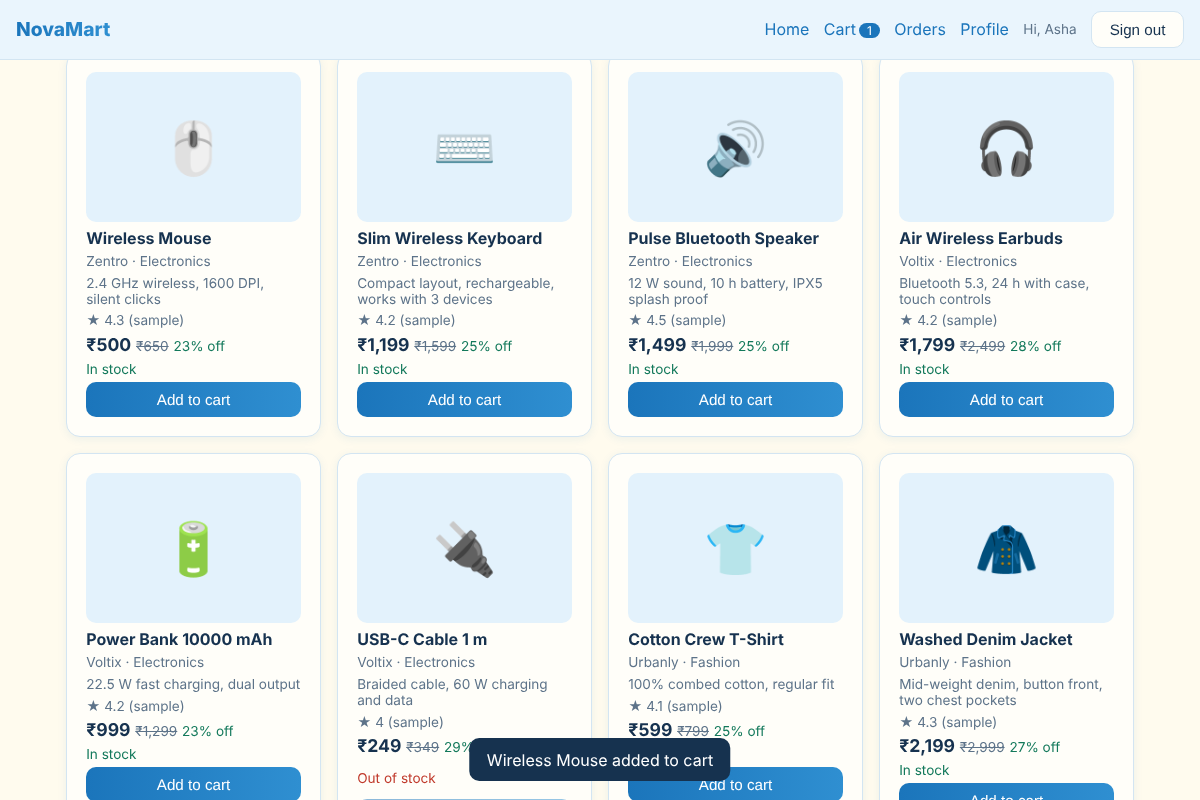 NovaMart
Home Cart 1 Orders Profile Hi, Asha Sign out
Wireless Mouse
Zentro · Electronics
2.4 GHz wireless, 1600 DPI,
silent clicks
★ 4.3 (sample)
₹500 ₹650 23% off
In stock
Add to cart
Slim Wireless Keyboard
Zentro · Electronics
Compact layout, rechargeable,
works with 3 devices
★ 4.2 (sample)
₹1,199 ₹1,599 25% off
In stock
Add to cart
Pulse Bluetooth Speaker
Zentro · Electronics
12 W sound, 10 h battery, IPX5
splash proof
★ 4.5 (sample)
₹1,499 ₹1,999 25% off
In stock
Add to cart
Air Wireless Earbuds
Voltix · Electronics
Bluetooth 5.3, 24 h with case,
touch controls
★ 4.2 (sample)
₹1,799 ₹2,499 28% off
In stock
Add to cart
Power Bank 10000 mAh
Voltix · Electronics
22.5 W fast charging, dual output
★ 4.2 (sample)
₹999 ₹1,299 23% off
In stock
Add to cart
USB-C Cable 1 m
Voltix · Electronics
Braided cable, 60 W charging
and data
★ 4 (sample)
₹249 ₹349 29%
Out of stock
Cotton Crew T-Shirt
Urbanly · Fashion
100% combed cotton, regular fit
★ 4.1 (sample)
₹599 ₹799 25% off
Add to cart
Washed Denim Jacket
Urbanly · Fashion
Mid-weight denim, button front,
two chest pockets
★ 4.3 (sample)
₹2,199 ₹2,999 27% off
In stock
Add to cart
Wireless Mouse added to cart